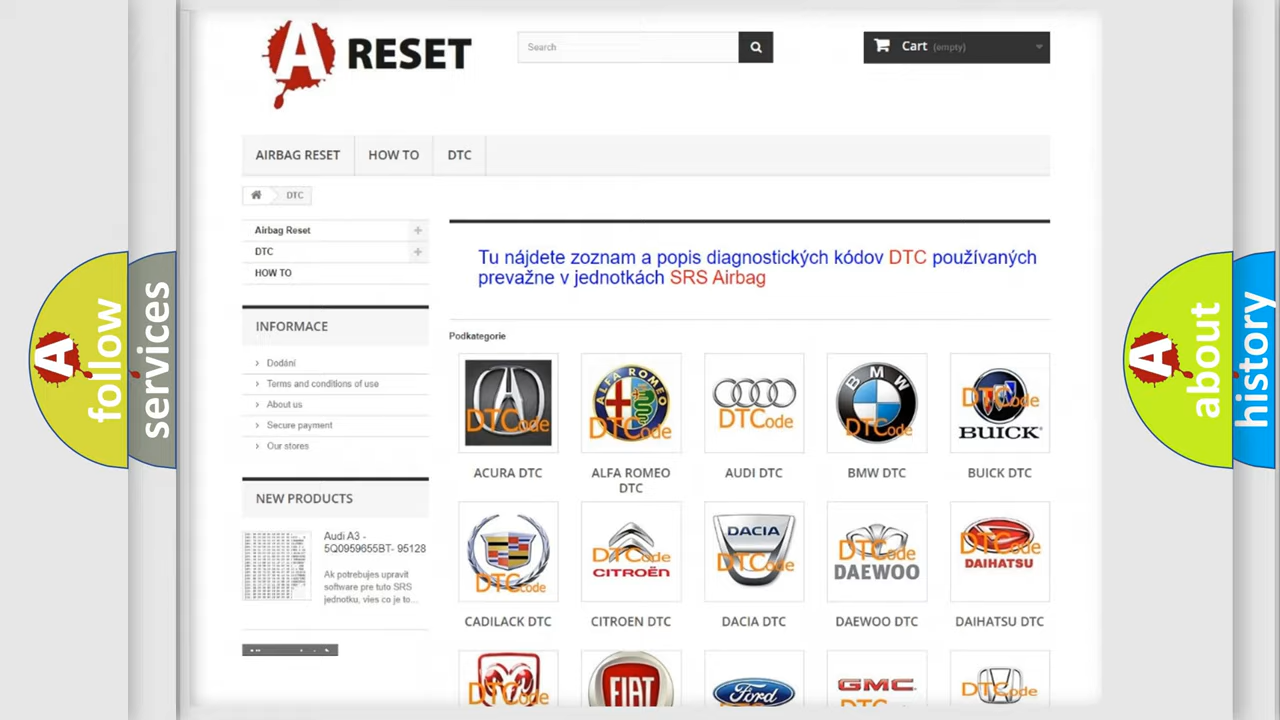 A RESET
Search
Cart (empty)
AIRBAG RESET
HOW TO
DTC
DTC
Airbag Reset
DTC
HOW TO
INFORMACE
Dodání
Terms and conditions of use
About us
Secure payment
Our stores
NEW PRODUCTS
Audi A3 -
5Q0959655BT- 95128
Ak potrebujes upravit
software pre tuto SRS
jednotku, vies co je to...
Tu nájdete zoznam a popis diagnostických kódov DTC používaných
prevažne v jednotkách SRS Airbag
Podkategorie
DTCode
ALFA ROMEO
DTCode
DTCode
BMW
DTCode
DTCode
BUICK
ACURA DTC
ALFA ROMEO
DTC
AUDI DTC
BMW DTC
BUICK DTC
DTCode
DTCode
CITROËN
DACIA
DTCode
DTCode
DAEWOO
DTCode
DAIHATSU
CADILACK DTC
CITROEN DTC
DACIA DTC
DAEWOO DTC
DAIHATSU DTC
DTCode
FIAT
Ford
DTCode
GMC
DTCode
A follow
services
A about
history